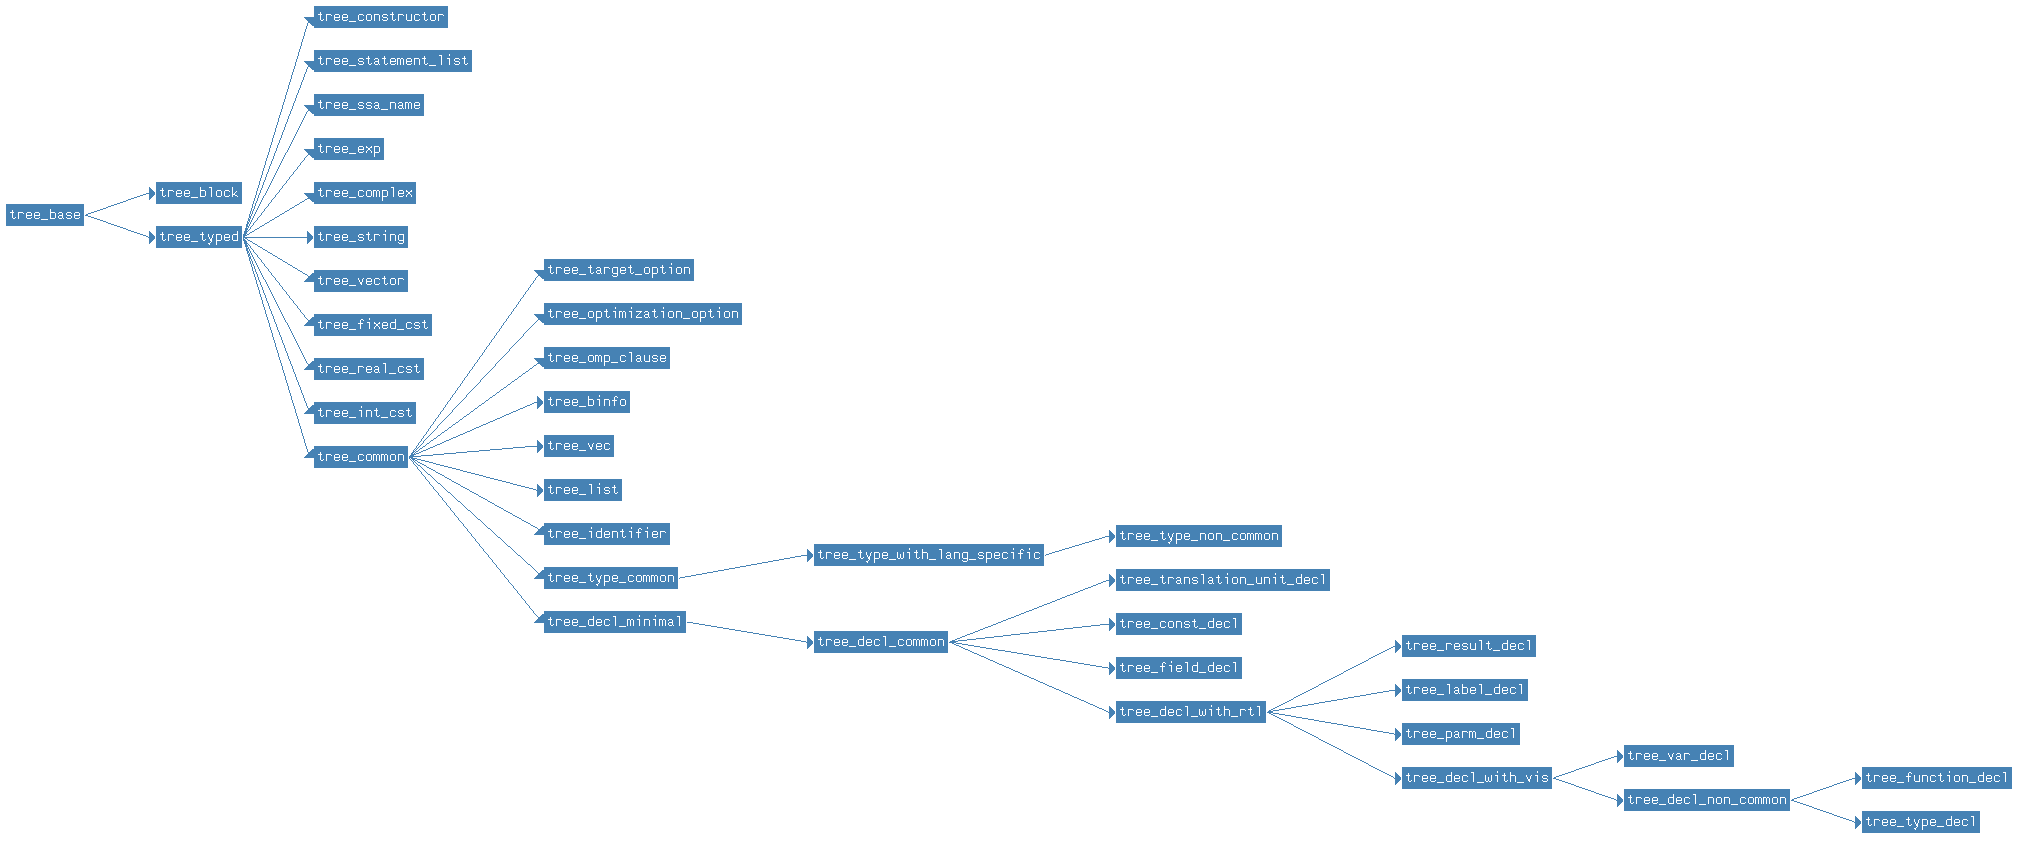 tree_constructor
tree_statement_list
tree_ssa_name
tree_exp
tree_block
tree_complex
tree_base
tree_typed
tree_string
tree_target_option
tree_vector
tree_optimization_option
tree_fixed_cst
tree_omp_clause
tree_real_cst
tree_binfo
tree_int_cst
tree_vec
tree_common
tree_list
tree_identifier
tree_type_non_common
tree_type_with_lang_specific
tree_type_common
tree_translation_unit_decl
tree_decl_minimal
tree_const_decl
tree_decl_common
tree_result_decl
tree_field_decl
tree_label_decl
tree_decl_with_rtl
tree_parm_decl
tree_var_decl
tree_decl_with_vis
tree_function_decl
tree_decl_non_common
tree_type_decl